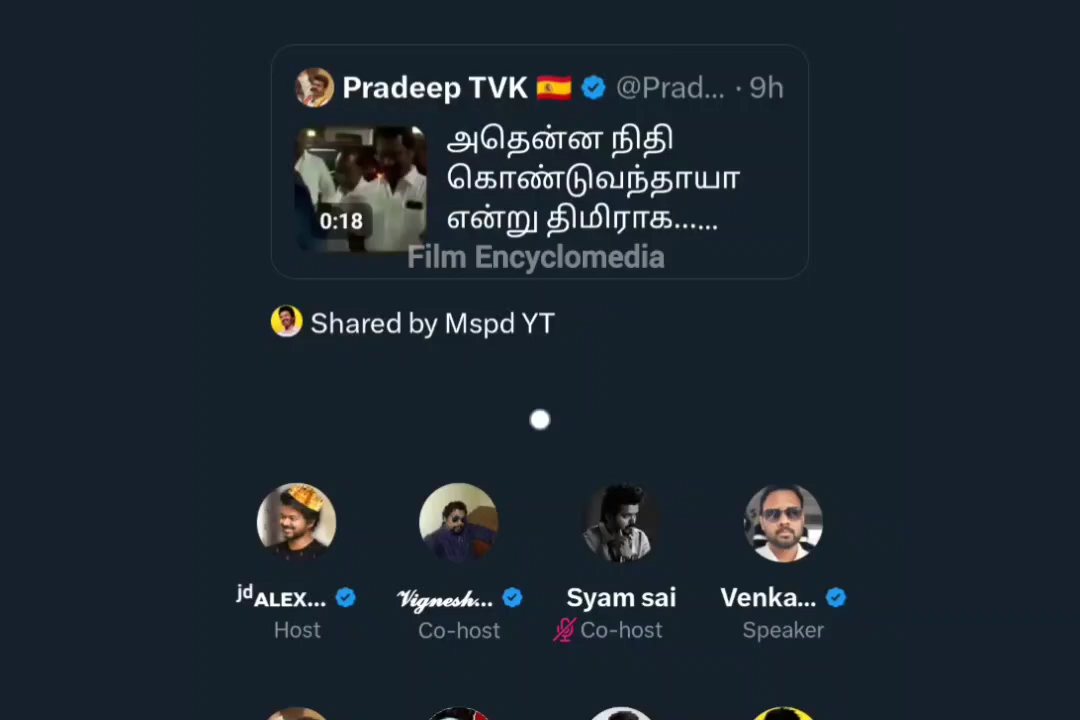 Pradeep TVK 🇪🇸 @Prad... · 9h
அதென்ன நிதி
கொண்டுவந்தாயா
என்று திமிராக......
0:18
Film Encyclomedia
Shared by Mspd YT
jdALEX... Vignesh... Syam sai Venka...
Host Co-host Co-host Speaker